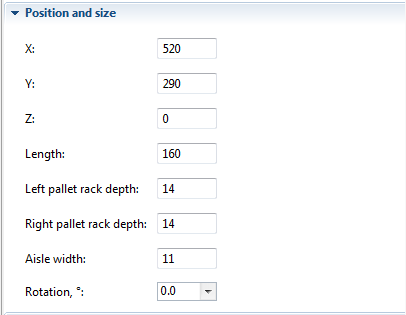 Position and size
X: 520
Y: 290
Z: 0
Length: 160
Left pallet rack depth: 14
Right pallet rack depth: 14
Aisle width: 11
Rotation, °: 0.0